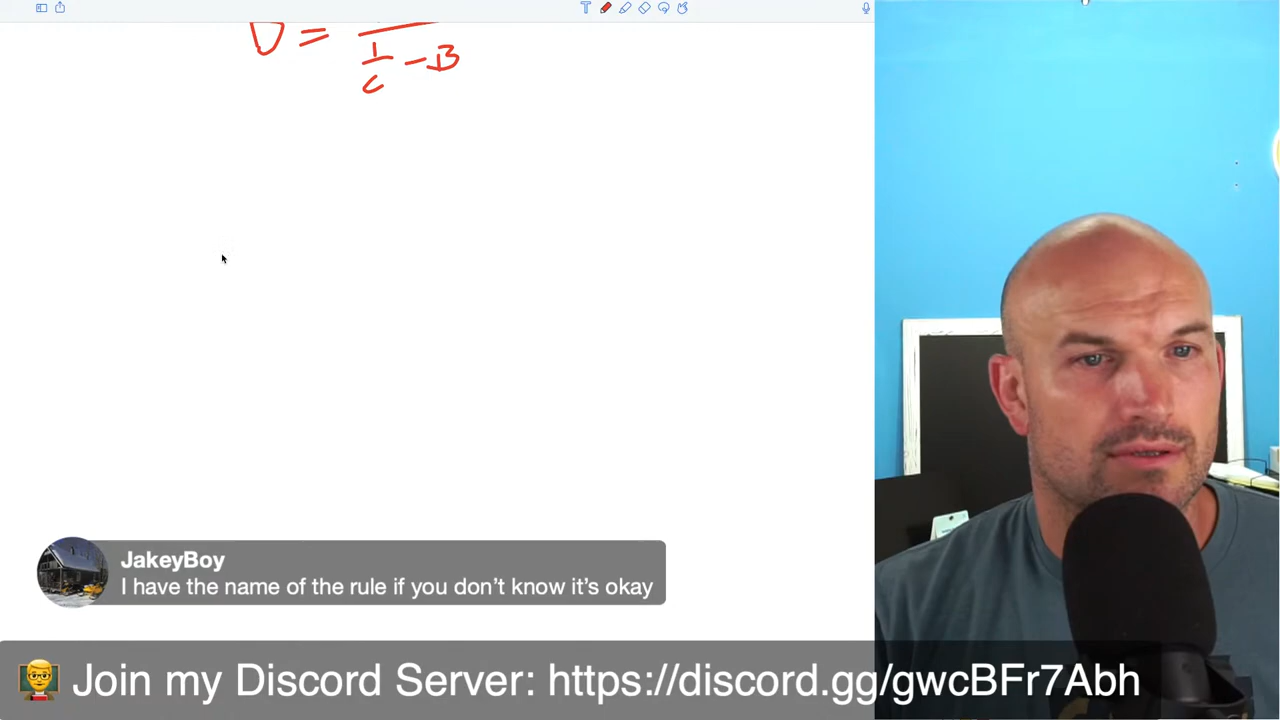 D =
1
— – B
c
JakeyBoy
I have the name of the rule if you don't know it's okay
Join my Discord Server: https://discord.gg/gwcBFr7Abh